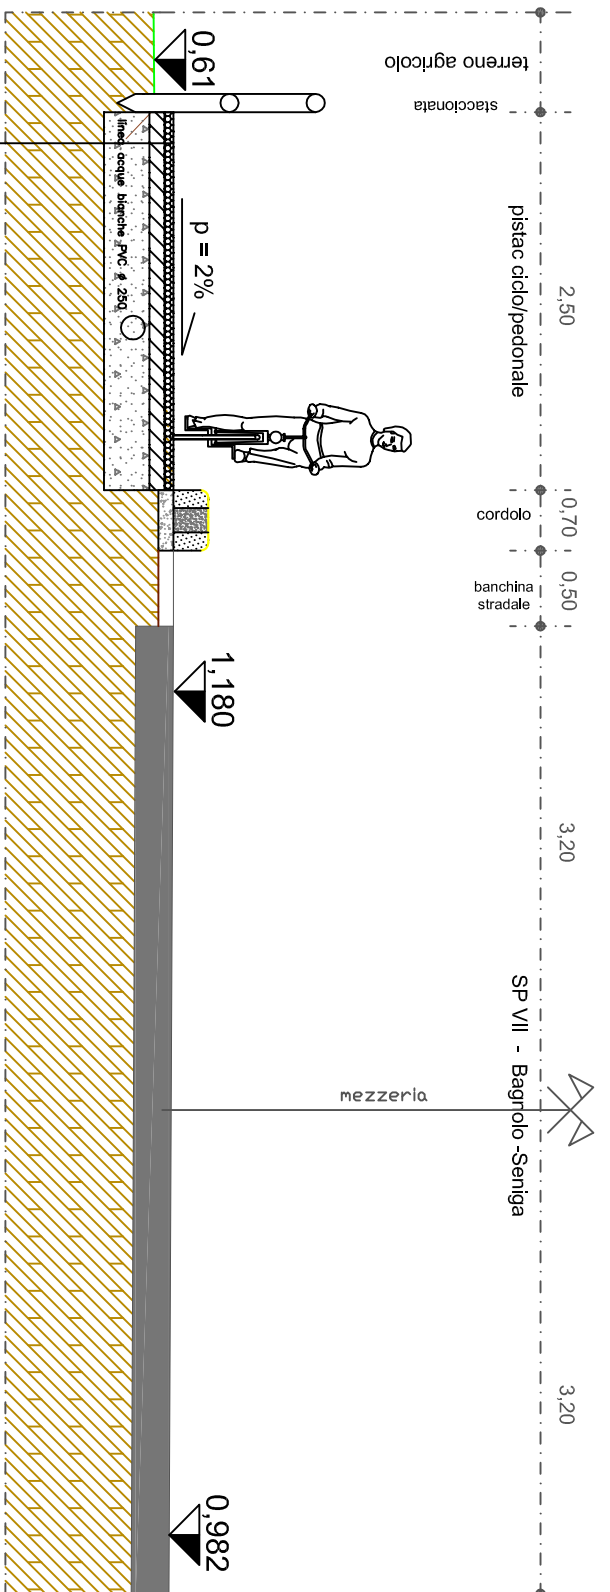 terreno agricolo
staccionata
pistac ciclo/pedonale
2,50
cordolo
0,70
banchina
stradale
0,50
3,20
SP VII - Bagnolo -Seniga
mezzeria
3,20
0,61
p = 2%
linea acque bianche PVC ø 250
1,180
0,982